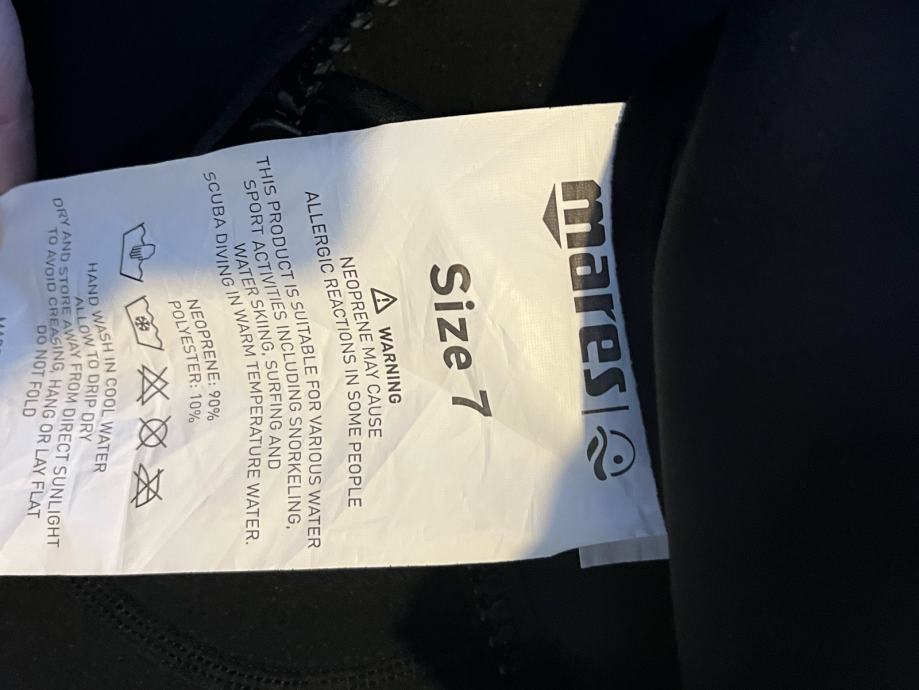 mares
Size 7
WARNING
NEOPRENE MAY CAUSE
ALLERGIC REACTIONS IN SOME PEOPLE
THIS PRODUCT IS SUITABLE FOR VARIOUS WATER
SPORT ACTIVITIES INCLUDING SNORKELING,
WATER SKIING, SURFING AND
SCUBA DIVING IN WARM TEMPERATURE WATER.
NEOPRENE: 90%
POLYESTER: 10%
HAND WASH IN COOL WATER
ALLOW TO DRIP DRY
DRY AND STORE AWAY FROM DIRECT SUNLIGHT
TO AVOID CREASING, HANG OR LAY FLAT
DO NOT FOLD